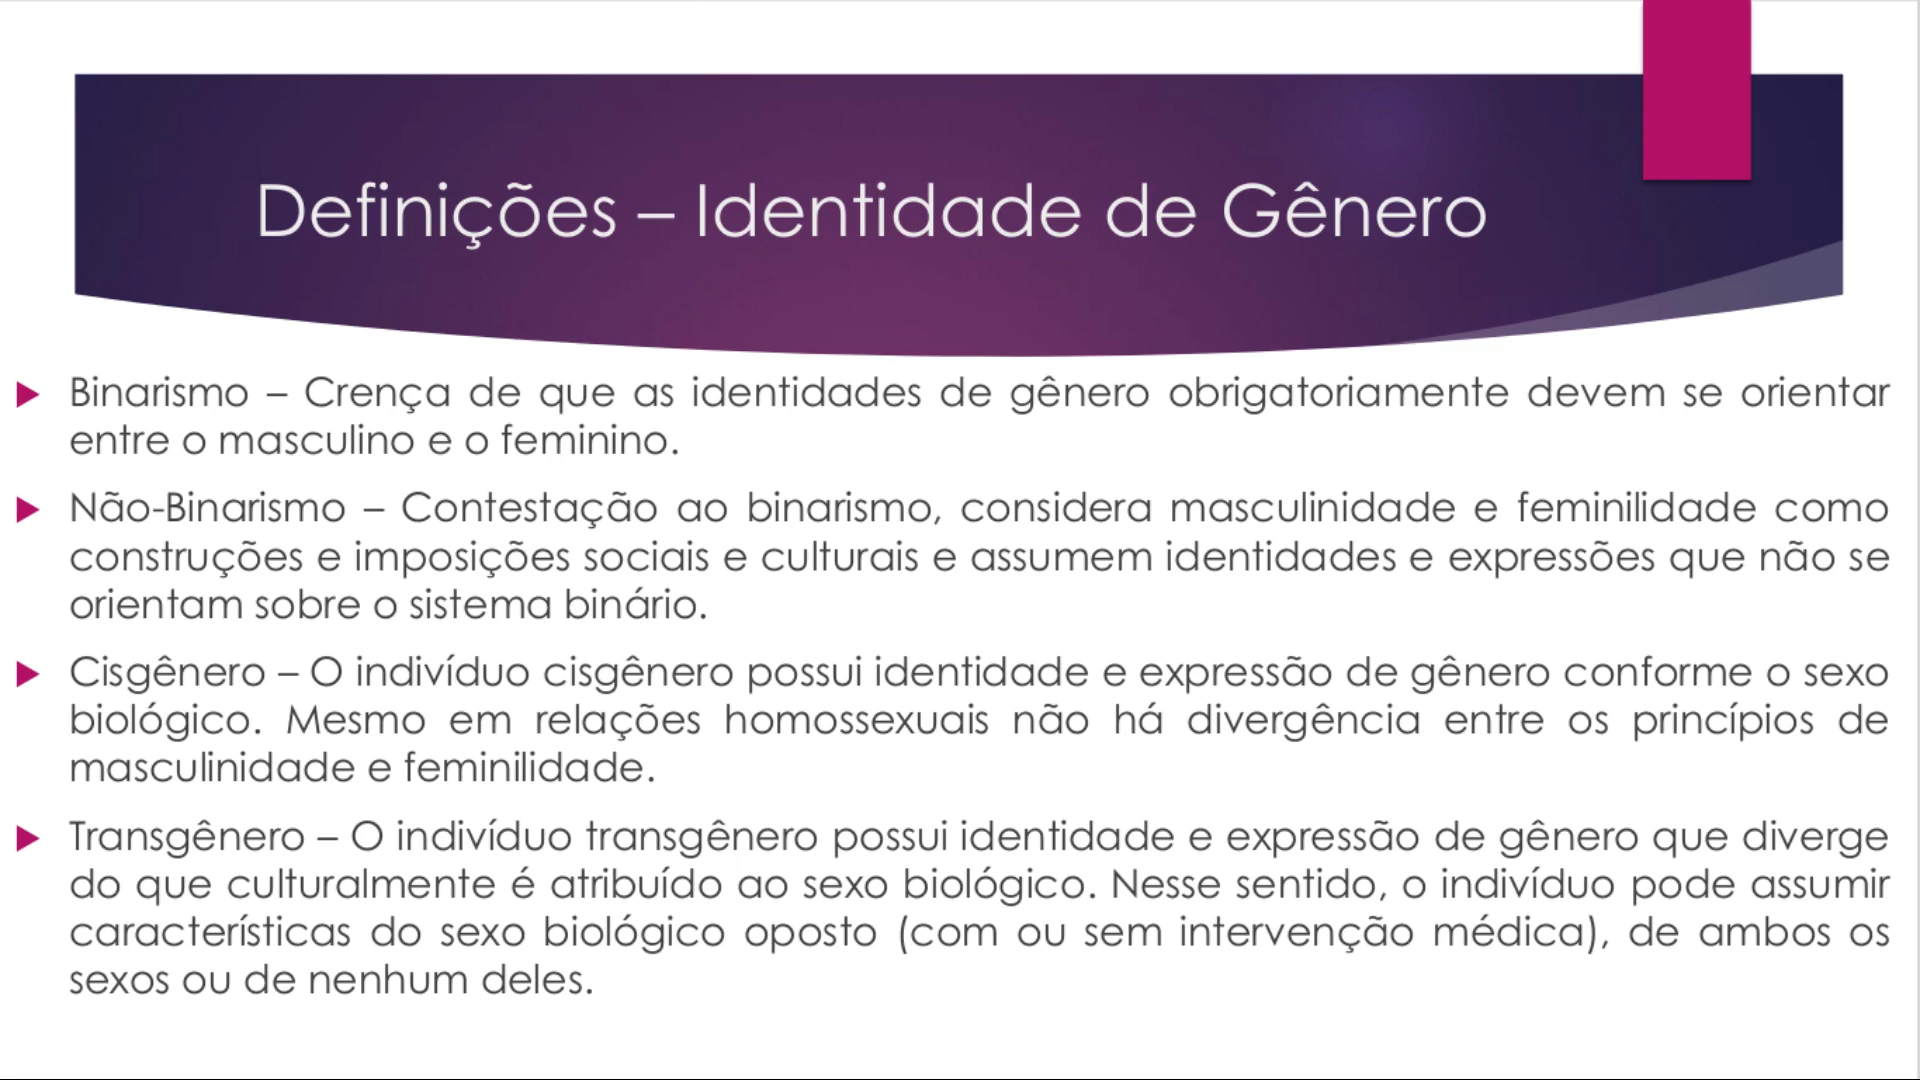 Definições – Identidade de Gênero
Binarismo – Crença de que as identidades de gênero obrigatoriamente devem se orientar
entre o masculino e o feminino.
Não-Binarismo – Contestação ao binarismo, considera masculinidade e feminilidade como
construções e imposições sociais e culturais e assumem identidades e expressões que não se
orientam sobre o sistema binário.
Cisgênero – O indivíduo cisgênero possui identidade e expressão de gênero conforme o sexo
biológico. Mesmo em relações homossexuais não há divergência entre os princípios de
masculinidade e feminilidade.
Transgênero – O indivíduo transgênero possui identidade e expressão de gênero que diverge
do que culturalmente é atribuído ao sexo biológico. Nesse sentido, o indivíduo pode assumir
características do sexo biológico oposto (com ou sem intervenção médica), de ambos os
sexos ou de nenhum deles.